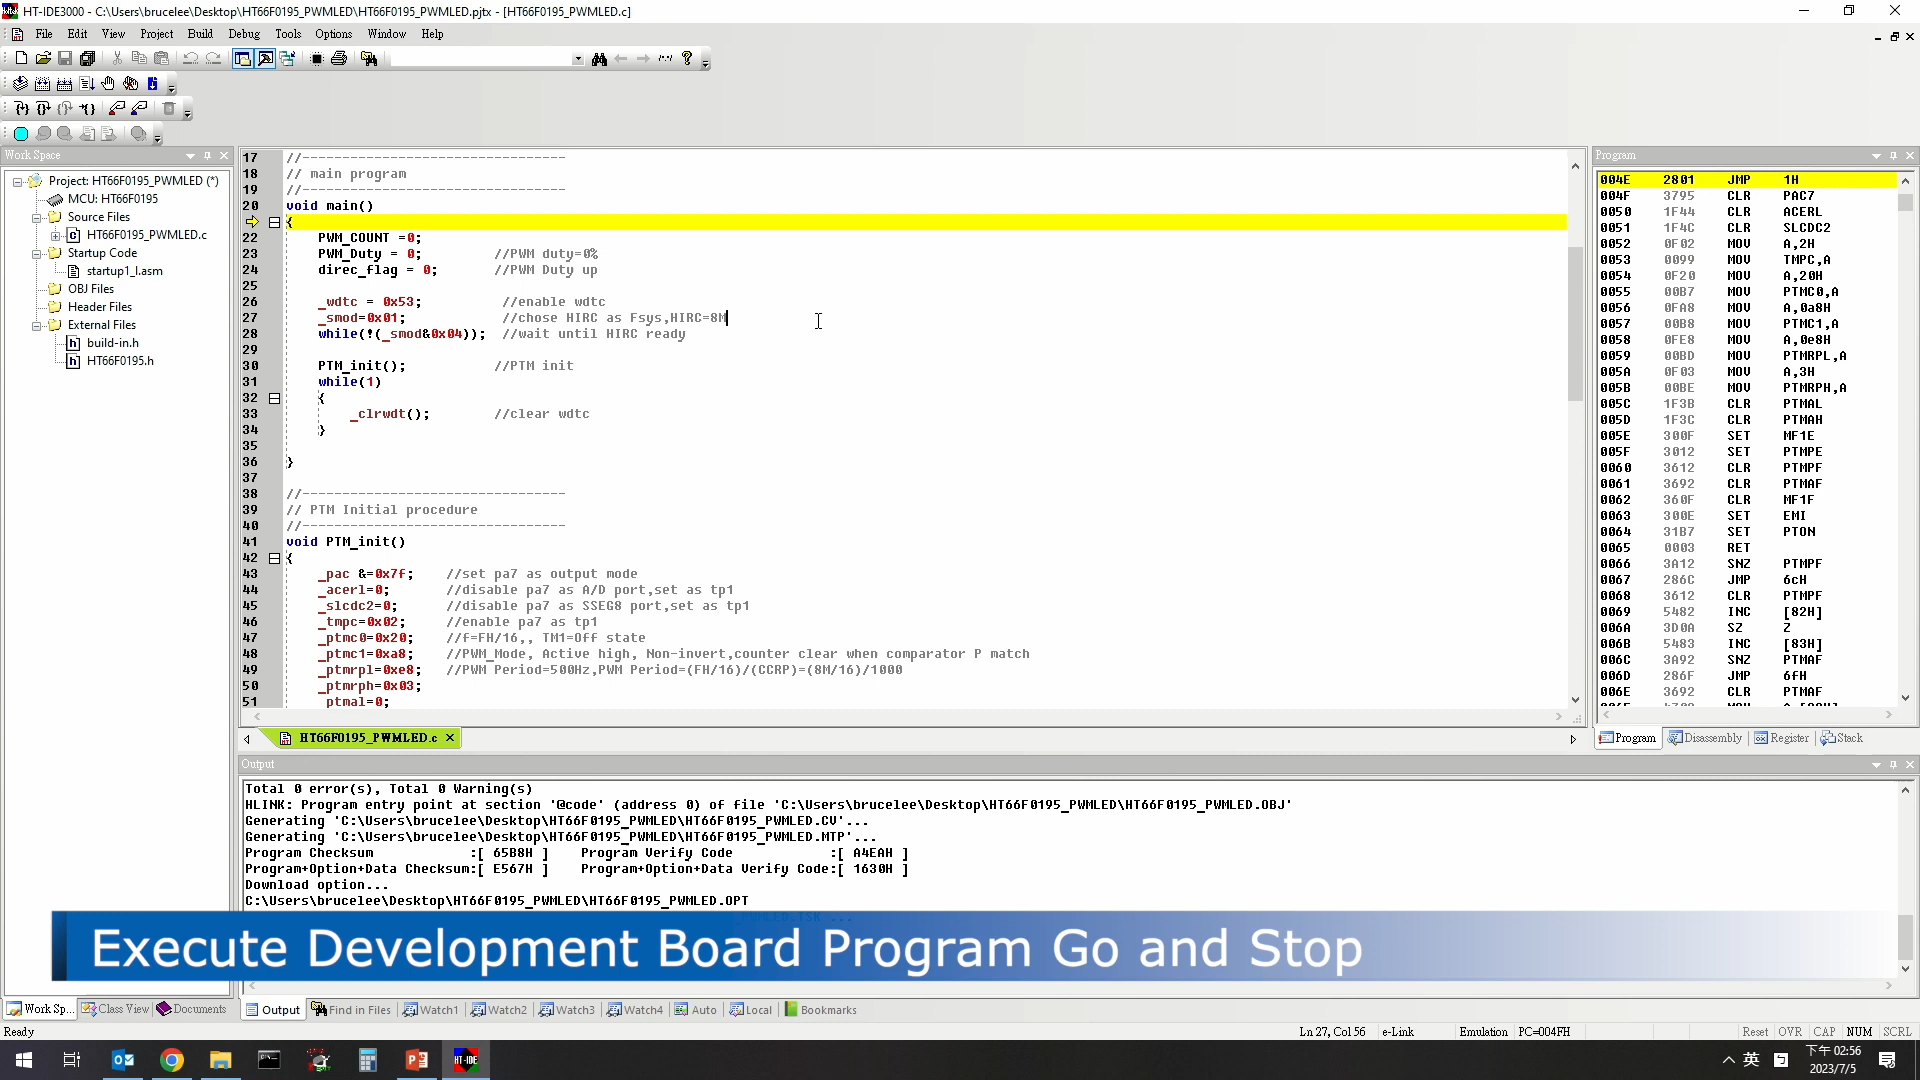 HT-IDE3000 - C:\Users\brucelee\Desktop\HT66F0195_PWMLED\HT66F0195_PWMLED.pjtx - [HT66F0195_PWMLED.c]
File Edit View Project Build Debug Tools Options Window Help
Work Space
Project: HT66F0195_PWMLED (*)
MCU: HT66F0195
Source Files
HT66F0195_PWMLED.c
Startup Code
startup1_l.asm
OBJ Files
Header Files
External Files
build-in.h
HT66F0195.h
17 //---------------------------------
18 // main program
19 //---------------------------------
20 void main()
{
22 PWM_COUNT =0;
23 PWM_Duty = 0; //PWM duty=0%
24 direc_flag = 0; //PWM Duty up
25
26 _wdtc = 0x53; //enable wdtc
27 _smod=0x01; //chose HIRC as Fsys,HIRC=8M
28 while(!(_smod&0x04)); //wait until HIRC ready
29
30 PTM_init(); //PTM init
31 while(1)
32 {
33 _clrwdt(); //clear wdtc
34 }
35
36 }
37
38 //---------------------------------
39 // PTM Initial procedure
40 //---------------------------------
41 void PTM_init()
42 {
43 _pac &=0x7f; //set pa7 as output mode
44 _acerl=0; //disable pa7 as A/D port,set as tp1
45 _slcdc2=0; //disable pa7 as SSEG8 port,set as tp1
46 _tmpc=0x02; //enable pa7 as tp1
47 _ptmc0=0x20; //f=FH/16,, TM1=Off state
48 _ptmc1=0xa8; //PWM_Mode, Active high, Non-invert,counter clear when comparator P match
49 _ptmrpl=0xe8; //PWM Period=500Hz,PWM Period=(FH/16)/(CCRP)=(8M/16)/1000
50 _ptmrph=0x03;
51 _ptmal=0;
HT66F0195_PWMLED.c
Program
004E 2801 JMP 1H
004F 3795 CLR PAC7
0050 1F44 CLR ACERL
0051 1F4C CLR SLCDC2
0052 0F02 MOV A,2H
0053 0099 MOV TMPC,A
0054 0F20 MOV A,20H
0055 00B7 MOV PTMC0,A
0056 0FA8 MOV A,0a8H
0057 00B8 MOV PTMC1,A
0058 0FE8 MOV A,0e8H
0059 00BD MOV PTMRPL,A
005A 0F03 MOV A,3H
005B 00BE MOV PTMRPH,A
005C 1F3B CLR PTMAL
005D 1F3C CLR PTMAH
005E 300F SET MF1E
005F 3012 SET PTMPE
0060 3612 CLR PTMPF
0061 3692 CLR PTMAF
0062 360F CLR MF1F
0063 300E SET EMI
0064 31B7 SET PTON
0065 0003 RET
0066 3A12 SNZ PTMPF
0067 286C JMP 6cH
0068 3612 CLR PTMPF
0069 5482 INC [82H]
006A 3D0A SZ Z
006B 5483 INC [83H]
006C 3A92 SNZ PTMAF
006D 286F JMP 6fH
006E 3692 CLR PTMAF
Program Disassembly Register Stack
Output
Total 0 error(s), Total 0 Warning(s)
HLINK: Program entry point at section '@code' (address 0) of file 'C:\Users\brucelee\Desktop\HT66F0195_PWMLED\HT66F0195_PWMLED.OBJ'
Generating 'C:\Users\brucelee\Desktop\HT66F0195_PWMLED\HT66F0195_PWMLED.CV'...
Generating 'C:\Users\brucelee\Desktop\HT66F0195_PWMLED\HT66F0195_PWMLED.MTP'...
Program Checksum :[ 65B8H ] Program Verify Code :[ A4EAH ]
Program+Option+Data Checksum:[ E567H ] Program+Option+Data Verify Code:[ 1630H ]
Download option...
C:\Users\brucelee\Desktop\HT66F0195_PWMLED\HT66F0195_PWMLED.OPT
Execute Development Board Program Go and Stop
Work Sp... Class View Documents
Output Find in Files Watch1 Watch2 Watch3 Watch4 Auto Local Bookmarks
Ready Ln 27, Col 56 e-Link Emulation PC=004FH Reset OVR CAP NUM SCRL
HT-IDE
英
下午 02:56
2023/7/5